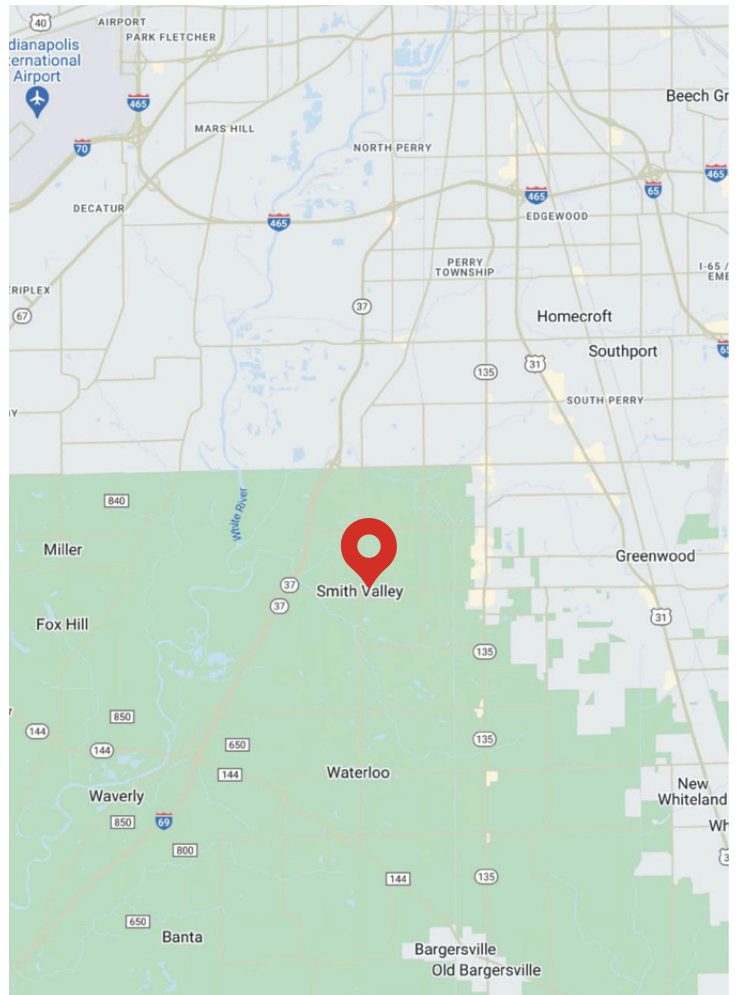 40
AIRPORT
PARK FLETCHER
dianapolis
ternational
Airport
465
MARS HILL
Beech Gr
70
NORTH PERRY
465
65
465
DECATUR
465
EDGEWOOD
PERRY
TOWNSHIP
I-65 /
EME
ERIPLEX
67
37
Homecroft
65
Southport
31
135
SOUTH PERRY
840
White River
Miller
Greenwood
37
Smith Valley
37
31
Fox Hill
135
144
850
144
650
135
144
Waterloo
Waverly
New
Whiteland
850
69
Wh
800
144
135
650
Banta
Bargersville
Old Bargersville